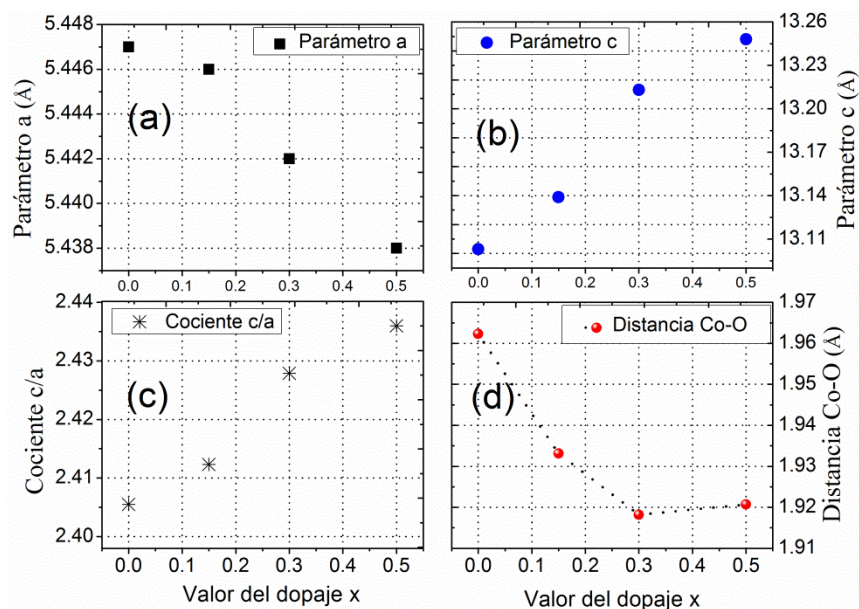 Parámetro a
5.448
5.446
5.444
5.442
5.440
5.438
Parámetro a (Å)
(a)
0.0 0.1 0.2 0.3 0.4 0.5
Parámetro c
13.26
13.23
13.20
13.17
13.14
13.11
Parámetro c (Å)
(b)
0.0 0.1 0.2 0.3 0.4 0.5
Cociente c/a
2.44
2.43
2.42
2.41
2.40
Cociente c/a
(c)
0.0 0.1 0.2 0.3 0.4 0.5
Valor del dopaje x
Distancia Co-O
1.97
1.96
1.95
1.94
1.93
1.92
1.91
Distancia Co-O (Å)
(d)
0.0 0.1 0.2 0.3 0.4 0.5
Valor del dopaje x